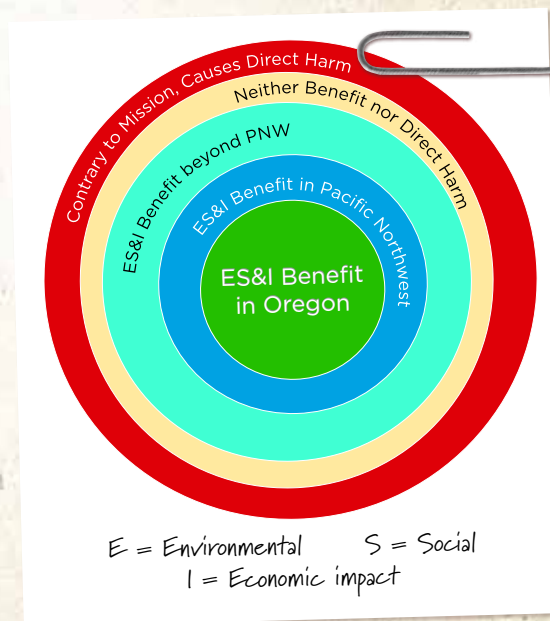 Contrary to Mission, Causes Direct Harm
Neither Benefit nor Direct Harm
ES&I Benefit beyond PNW
ES&I Benefit in Pacific Northwest
ES&I Benefit
in Oregon
E = Environmental S = Social
I = Economic impact